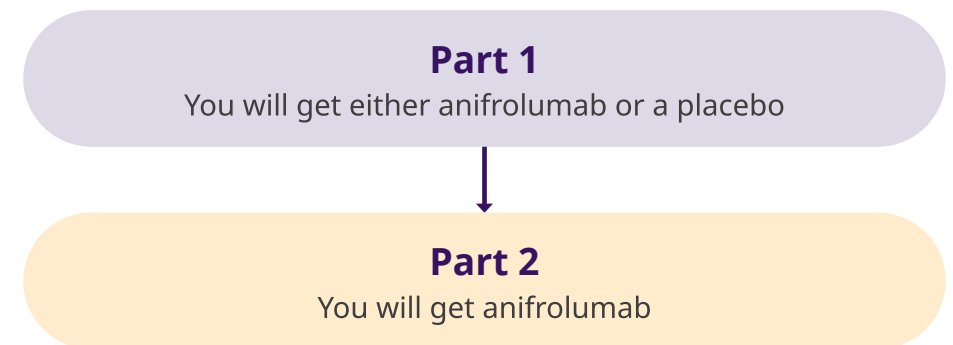 Part 1
You will get either anifrolumab or a placebo
Part 2
You will get anifrolumab